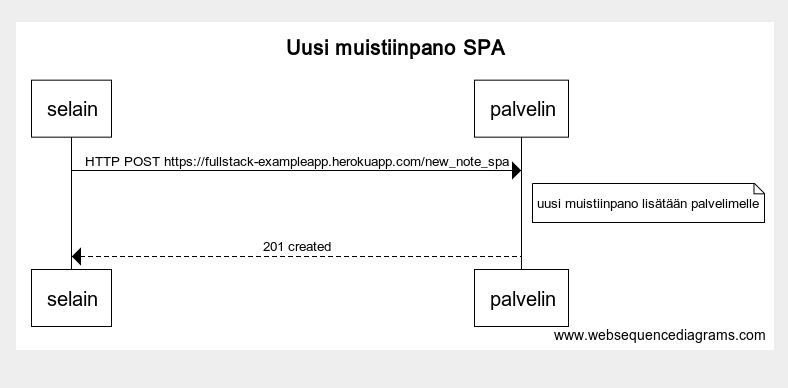 Uusi muistiinpano SPA
selain
palvelin
HTTP POST https://fullstack-exampleapp.herokuapp.com/new_note_spa
uusi muistiinpano lisätään palvelimelle
201 created
selain
palvelin
www.websequencediagrams.com